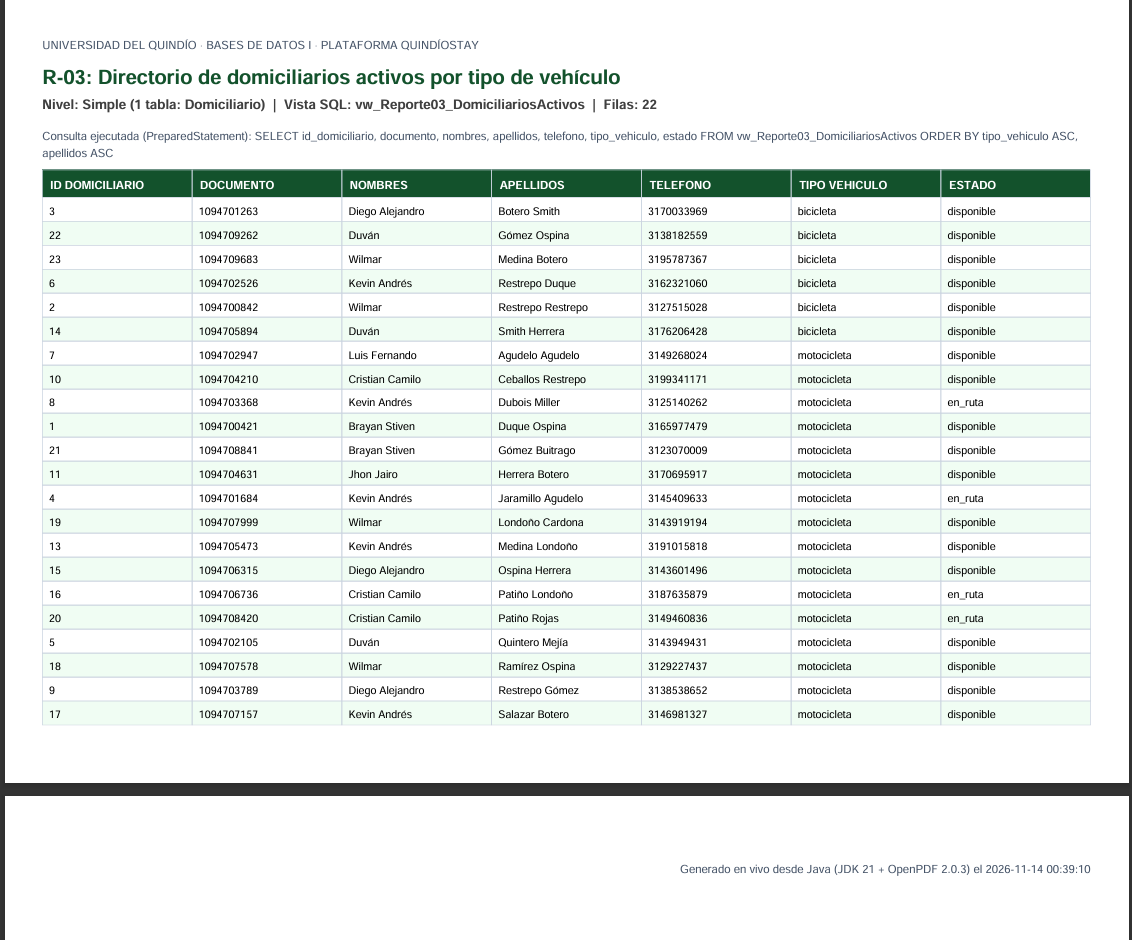 UNIVERSIDAD DEL QUINDÍO · BASES DE DATOS I · PLATAFORMA QUINDÍOSTAY
R-03: Directorio de domiciliarios activos por tipo de vehículo
Nivel: Simple (1 tabla: Domiciliario) | Vista SQL: vw_Reporte03_DomiciliariosActivos | Filas: 22
Consulta ejecutada (PreparedStatement): SELECT id_domiciliario, documento, nombres, apellidos, telefono, tipo_vehiculo, estado FROM vw_Reporte03_DomiciliariosActivos ORDER BY tipo_vehiculo ASC,
apellidos ASC
ID DOMICILIARIO DOCUMENTO NOMBRES APELLIDOS TELEFONO TIPO VEHICULO ESTADO
3 1094701263 Diego Alejandro Botero Smith 3170033969 bicicleta disponible
22 1094709262 Duván Gómez Ospina 3138182559 bicicleta disponible
23 1094709683 Wilmar Medina Botero 3195787367 bicicleta disponible
6 1094702526 Kevin Andrés Restrepo Duque 3162321060 bicicleta disponible
2 1094700842 Wilmar Restrepo Restrepo 3127515028 bicicleta disponible
14 1094705894 Duván Smith Herrera 3176206428 bicicleta disponible
7 1094702947 Luis Fernando Agudelo Agudelo 3149268024 motocicleta disponible
10 1094704210 Cristian Camilo Ceballos Restrepo 3199341171 motocicleta disponible
8 1094703368 Kevin Andrés Dubois Miller 3125140262 motocicleta en_ruta
1 1094700421 Brayan Stiven Duque Ospina 3165977479 motocicleta disponible
21 1094708841 Brayan Stiven Gómez Buitrago 3123070009 motocicleta disponible
11 1094704631 Jhon Jairo Herrera Botero 3170695917 motocicleta disponible
4 1094701684 Kevin Andrés Jaramillo Agudelo 3145409633 motocicleta en_ruta
19 1094707999 Wilmar Londoño Cardona 3143919194 motocicleta disponible
13 1094705473 Kevin Andrés Medina Londoño 3191015818 motocicleta disponible
15 1094706315 Diego Alejandro Ospina Herrera 3143601496 motocicleta disponible
16 1094706736 Cristian Camilo Patiño Londoño 3187635879 motocicleta en_ruta
20 1094708420 Cristian Camilo Patiño Rojas 3149460836 motocicleta en_ruta
5 1094702105 Duván Quintero Mejía 3143949431 motocicleta disponible
18 1094707578 Wilmar Ramírez Ospina 3129227437 motocicleta disponible
9 1094703789 Diego Alejandro Restrepo Gómez 3138538652 motocicleta disponible
17 1094707157 Kevin Andrés Salazar Botero 3146981327 motocicleta disponible
Generado en vivo desde Java (JDK 21 + OpenPDF 2.0.3) el 2026-11-14 00:39:10